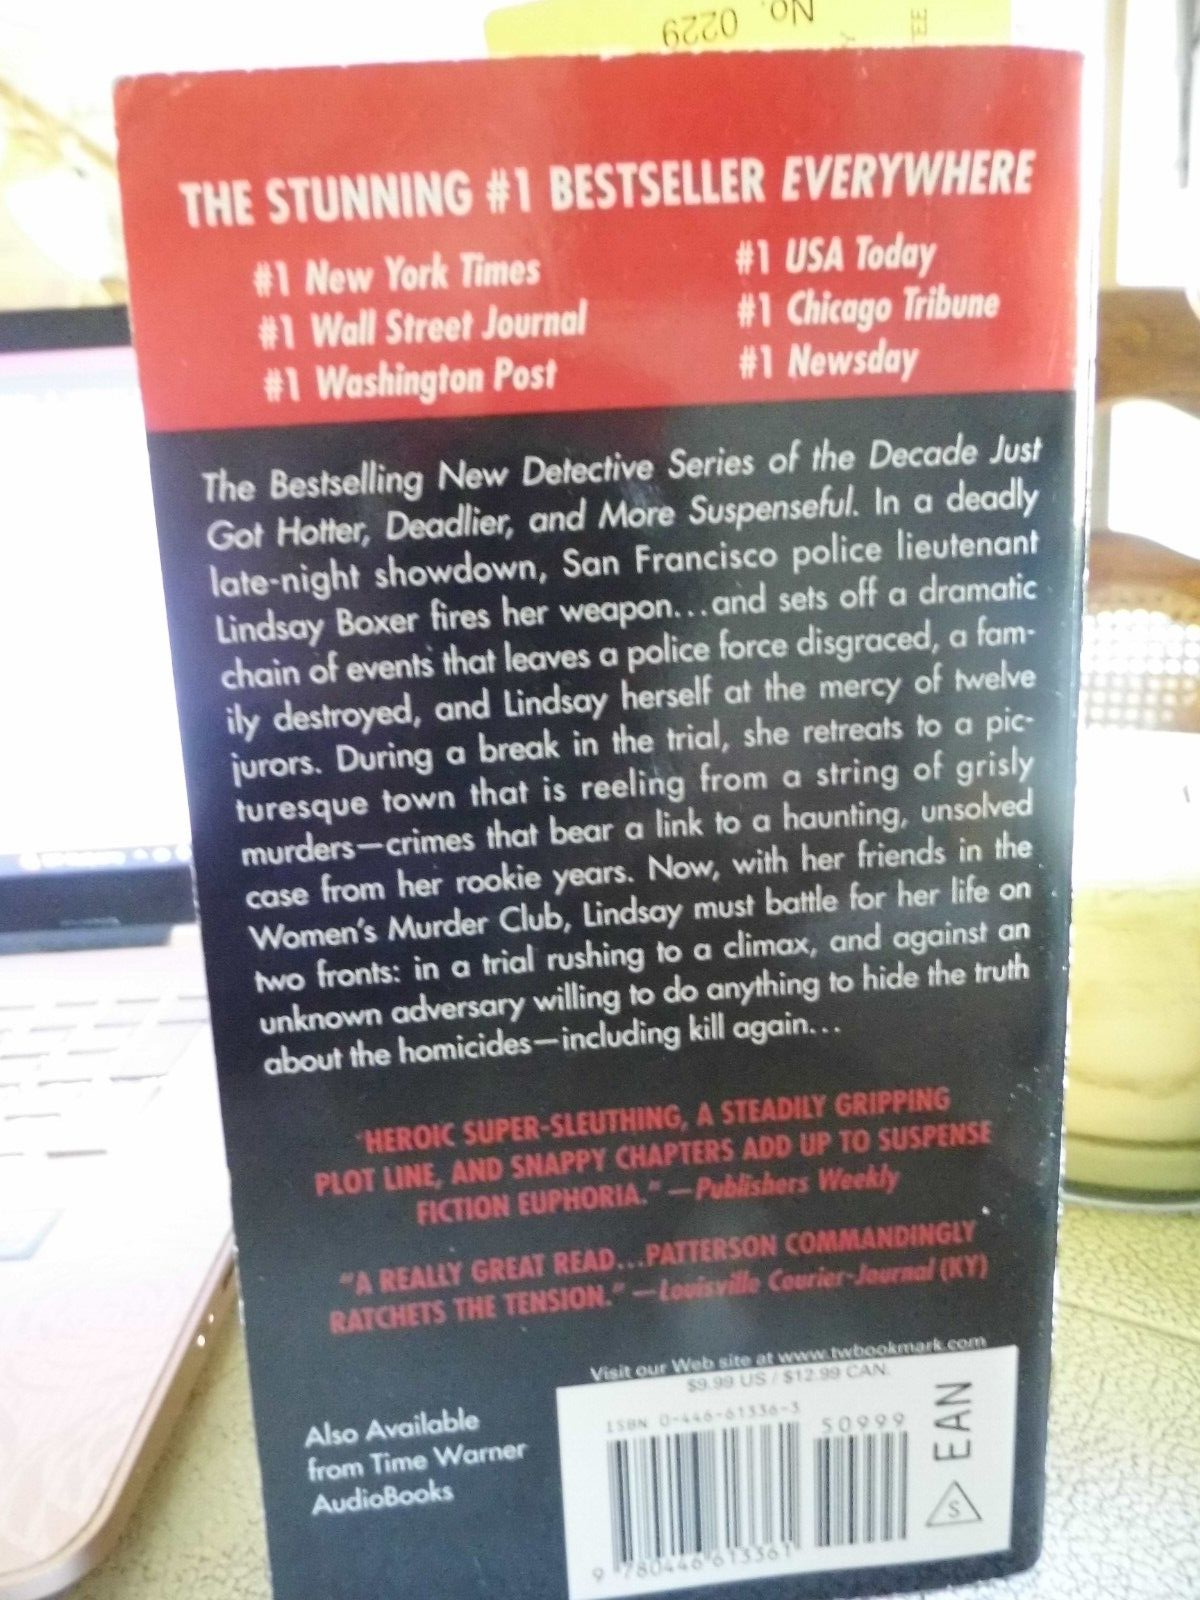 No. 0229
THE STUNNING #1 BESTSELLER EVERYWHERE
#1 New York Times
#1 Wall Street Journal
#1 Washington Post
#1 USA Today
#1 Chicago Tribune
#1 Newsday
The Bestselling New Detective Series of the Decade Just
Got Hotter, Deadlier, and More Suspenseful. In a deadly
late-night showdown, San Francisco police lieutenant
Lindsay Boxer fires her weapon...and sets off a dramatic
chain of events that leaves a police force disgraced, a fam-
ily destroyed, and Lindsay herself at the mercy of twelve
jurors. During a break in the trial, she retreats to a pic-
turesque town that is reeling from a string of grisly
murders—crimes that bear a link to a haunting, unsolved
case from her rookie years. Now, with her friends in the
Women's Murder Club, Lindsay must battle for her life on
two fronts: in a trial rushing to a climax, and against an
unknown adversary willing to do anything to hide the truth
about the homicides—including kill again...
"HEROIC SUPER-SLEUTHING, A STEADILY GRIPPING
PLOT LINE, AND SNAPPY CHAPTERS ADD UP TO SUSPENSE
FICTION EUPHORIA." —Publishers Weekly
"A REALLY GREAT READ...PATTERSON COMMANDINGLY
RATCHETS THE TENSION." —Louisville Courier-Journal (KY)
Visit our Web site at www.twbookmark.com
$9.99 US / $12.99 CAN.
ISBN 0-446-61336-3
50999
EAN
S
9 780446 613361
Also Available
from Time Warner
AudioBooks